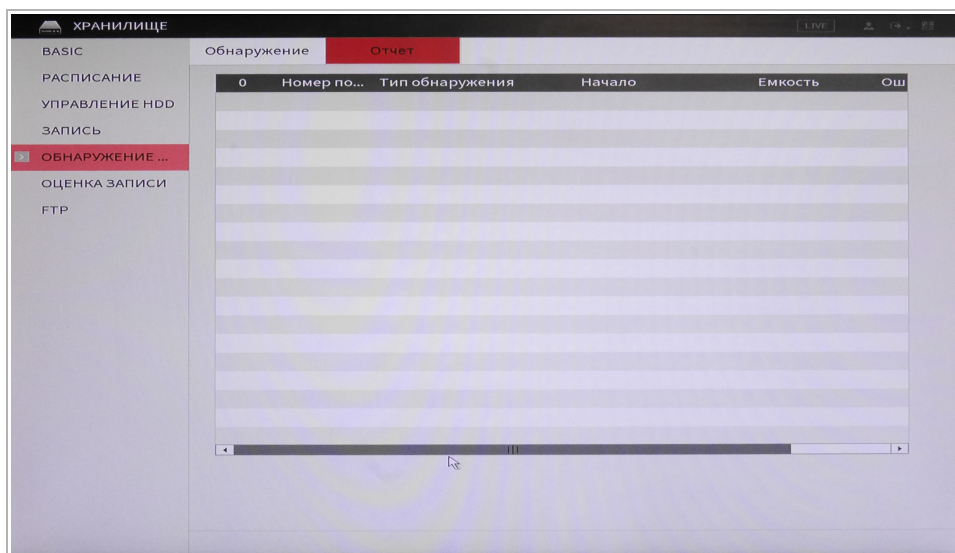 ХРАНИЛИЩЕ
LIVE
BASIC
РАСПИСАНИЕ
УПРАВЛЕНИЕ HDD
ЗАПИСЬ
ОБНАРУЖЕНИЕ ...
ОЦЕНКА ЗАПИСИ
FTP
Обнаружение Отчет
0 Номер по... Тип обнаружения Начало Емкость Ош